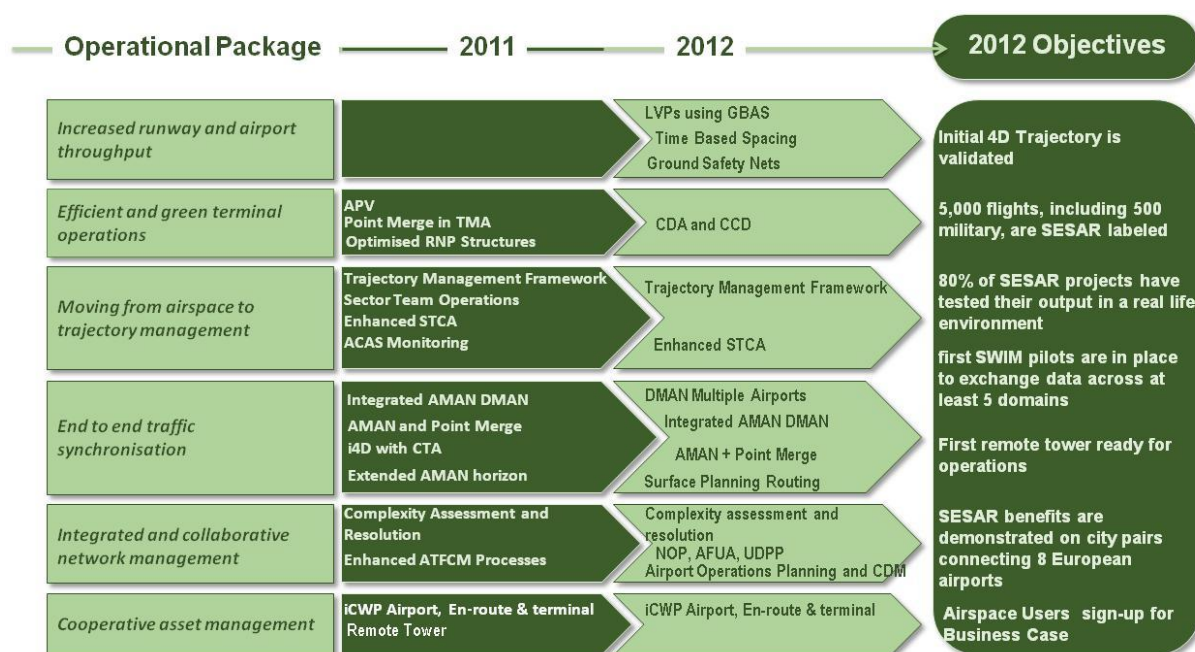 Operational Package
2011
2012
2012 Objectives
Increased runway and airport
throughput
LVPs using GBAS
Time Based Spacing
Ground Safety Nets
Efficient and green terminal
operations
APV
Point Merge in TMA
Optimised RNP Structures
CDA and CCD
Moving from airspace to
trajectory management
Trajectory Management Framework
Sector Team Operations
Enhanced STCA
ACAS Monitoring
Trajectory Management Framework
Enhanced STCA
End to end traffic
synchronisation
Integrated AMAN DMAN
AMAN and Point Merge
i4D with CTA
Extended AMAN horizon
DMAN Multiple Airports
Integrated AMAN DMAN
AMAN + Point Merge
Surface Planning Routing
Integrated and collaborative
network management
Complexity Assessment and
Resolution
Enhanced ATFCM Processes
Complexity assessment and
resolution
NOP, AFUA, UDPP
Airport Operations Planning and CDM
Cooperative asset management
iCWP Airport, En-route & terminal
Remote Tower
iCWP Airport, En-route & terminal
Initial 4D Trajectory is
validated
5,000 flights, including 500
military, are SESAR labeled
80% of SESAR projects have
tested their output in a real life
environment
first SWIM pilots are in place
to exchange data across at
least 5 domains
First remote tower ready for
operations
SESAR benefits are
demonstrated on city pairs
connecting 8 European
airports
Airspace Users sign-up for
Business Case